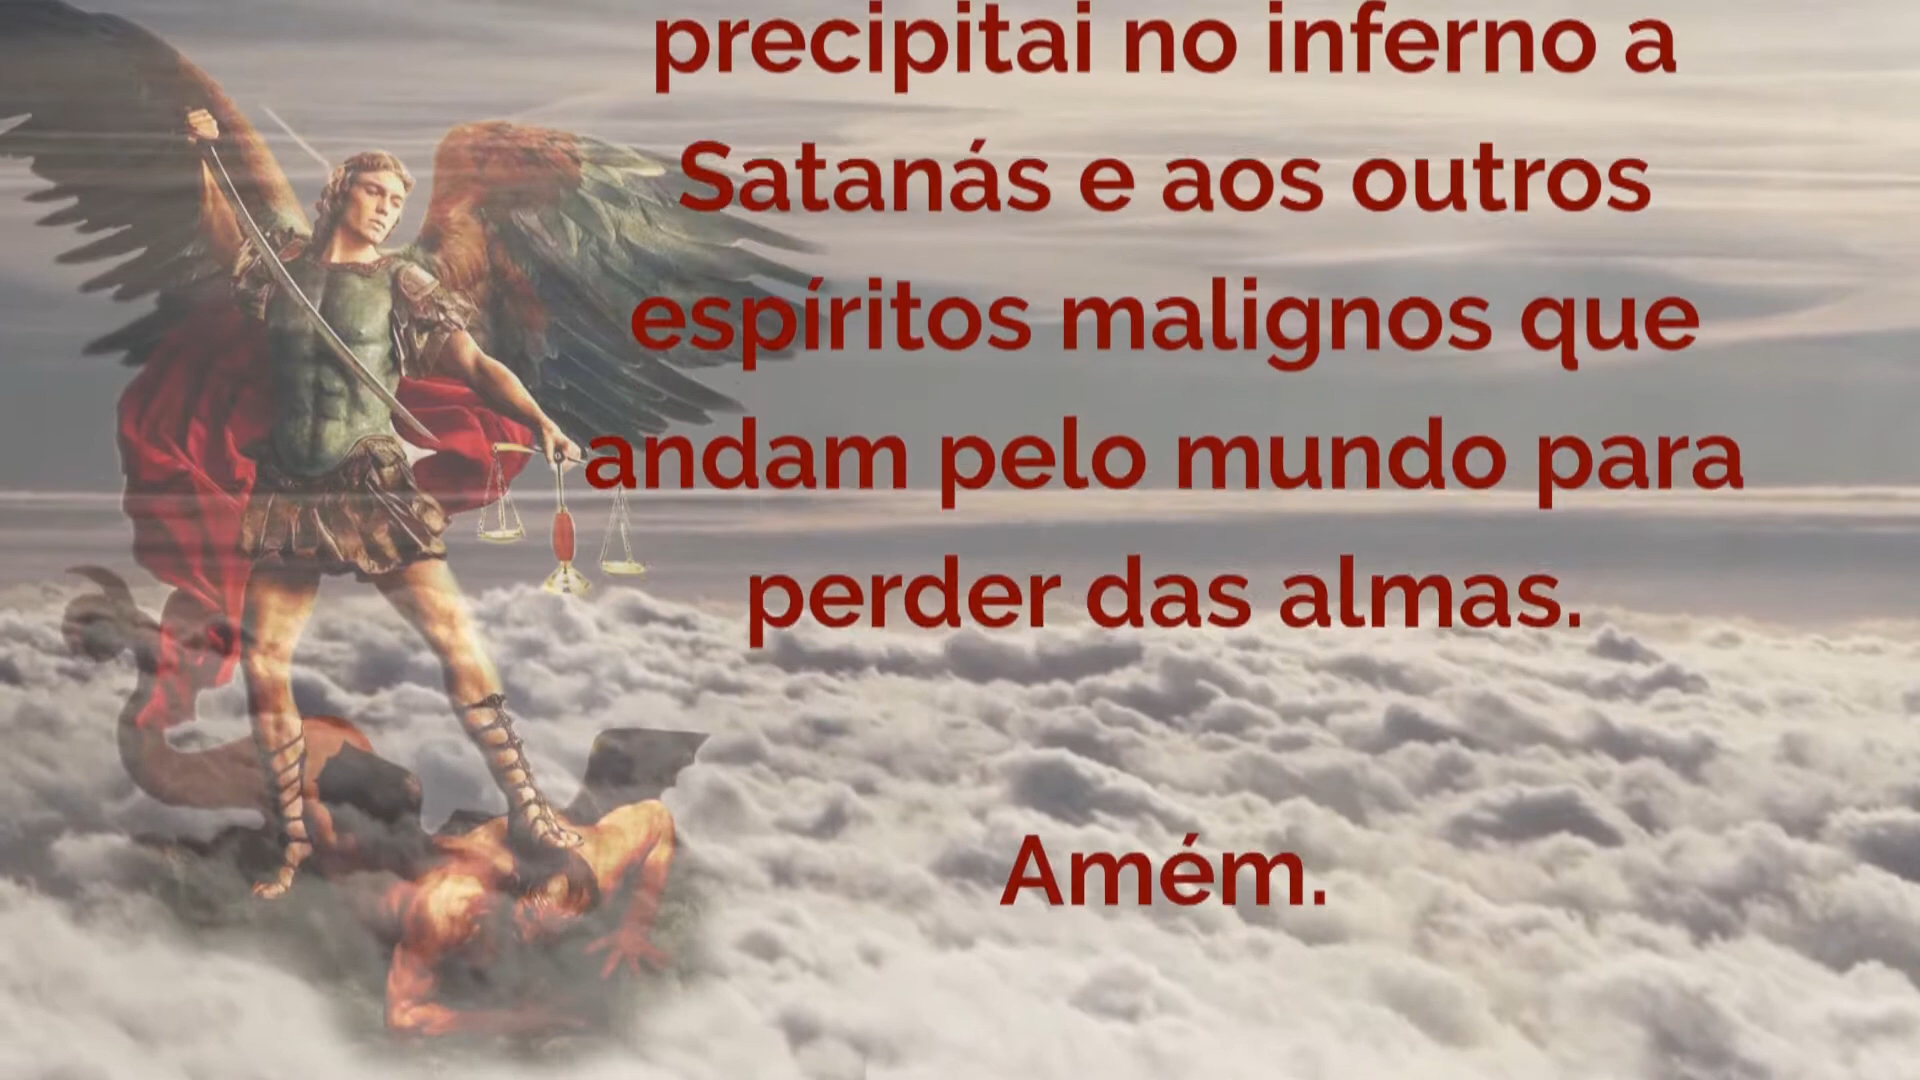 precipitai no inferno a
Satanás e aos outros
espíritos malignos que
andam pelo mundo para
perder das almas.
Amém.